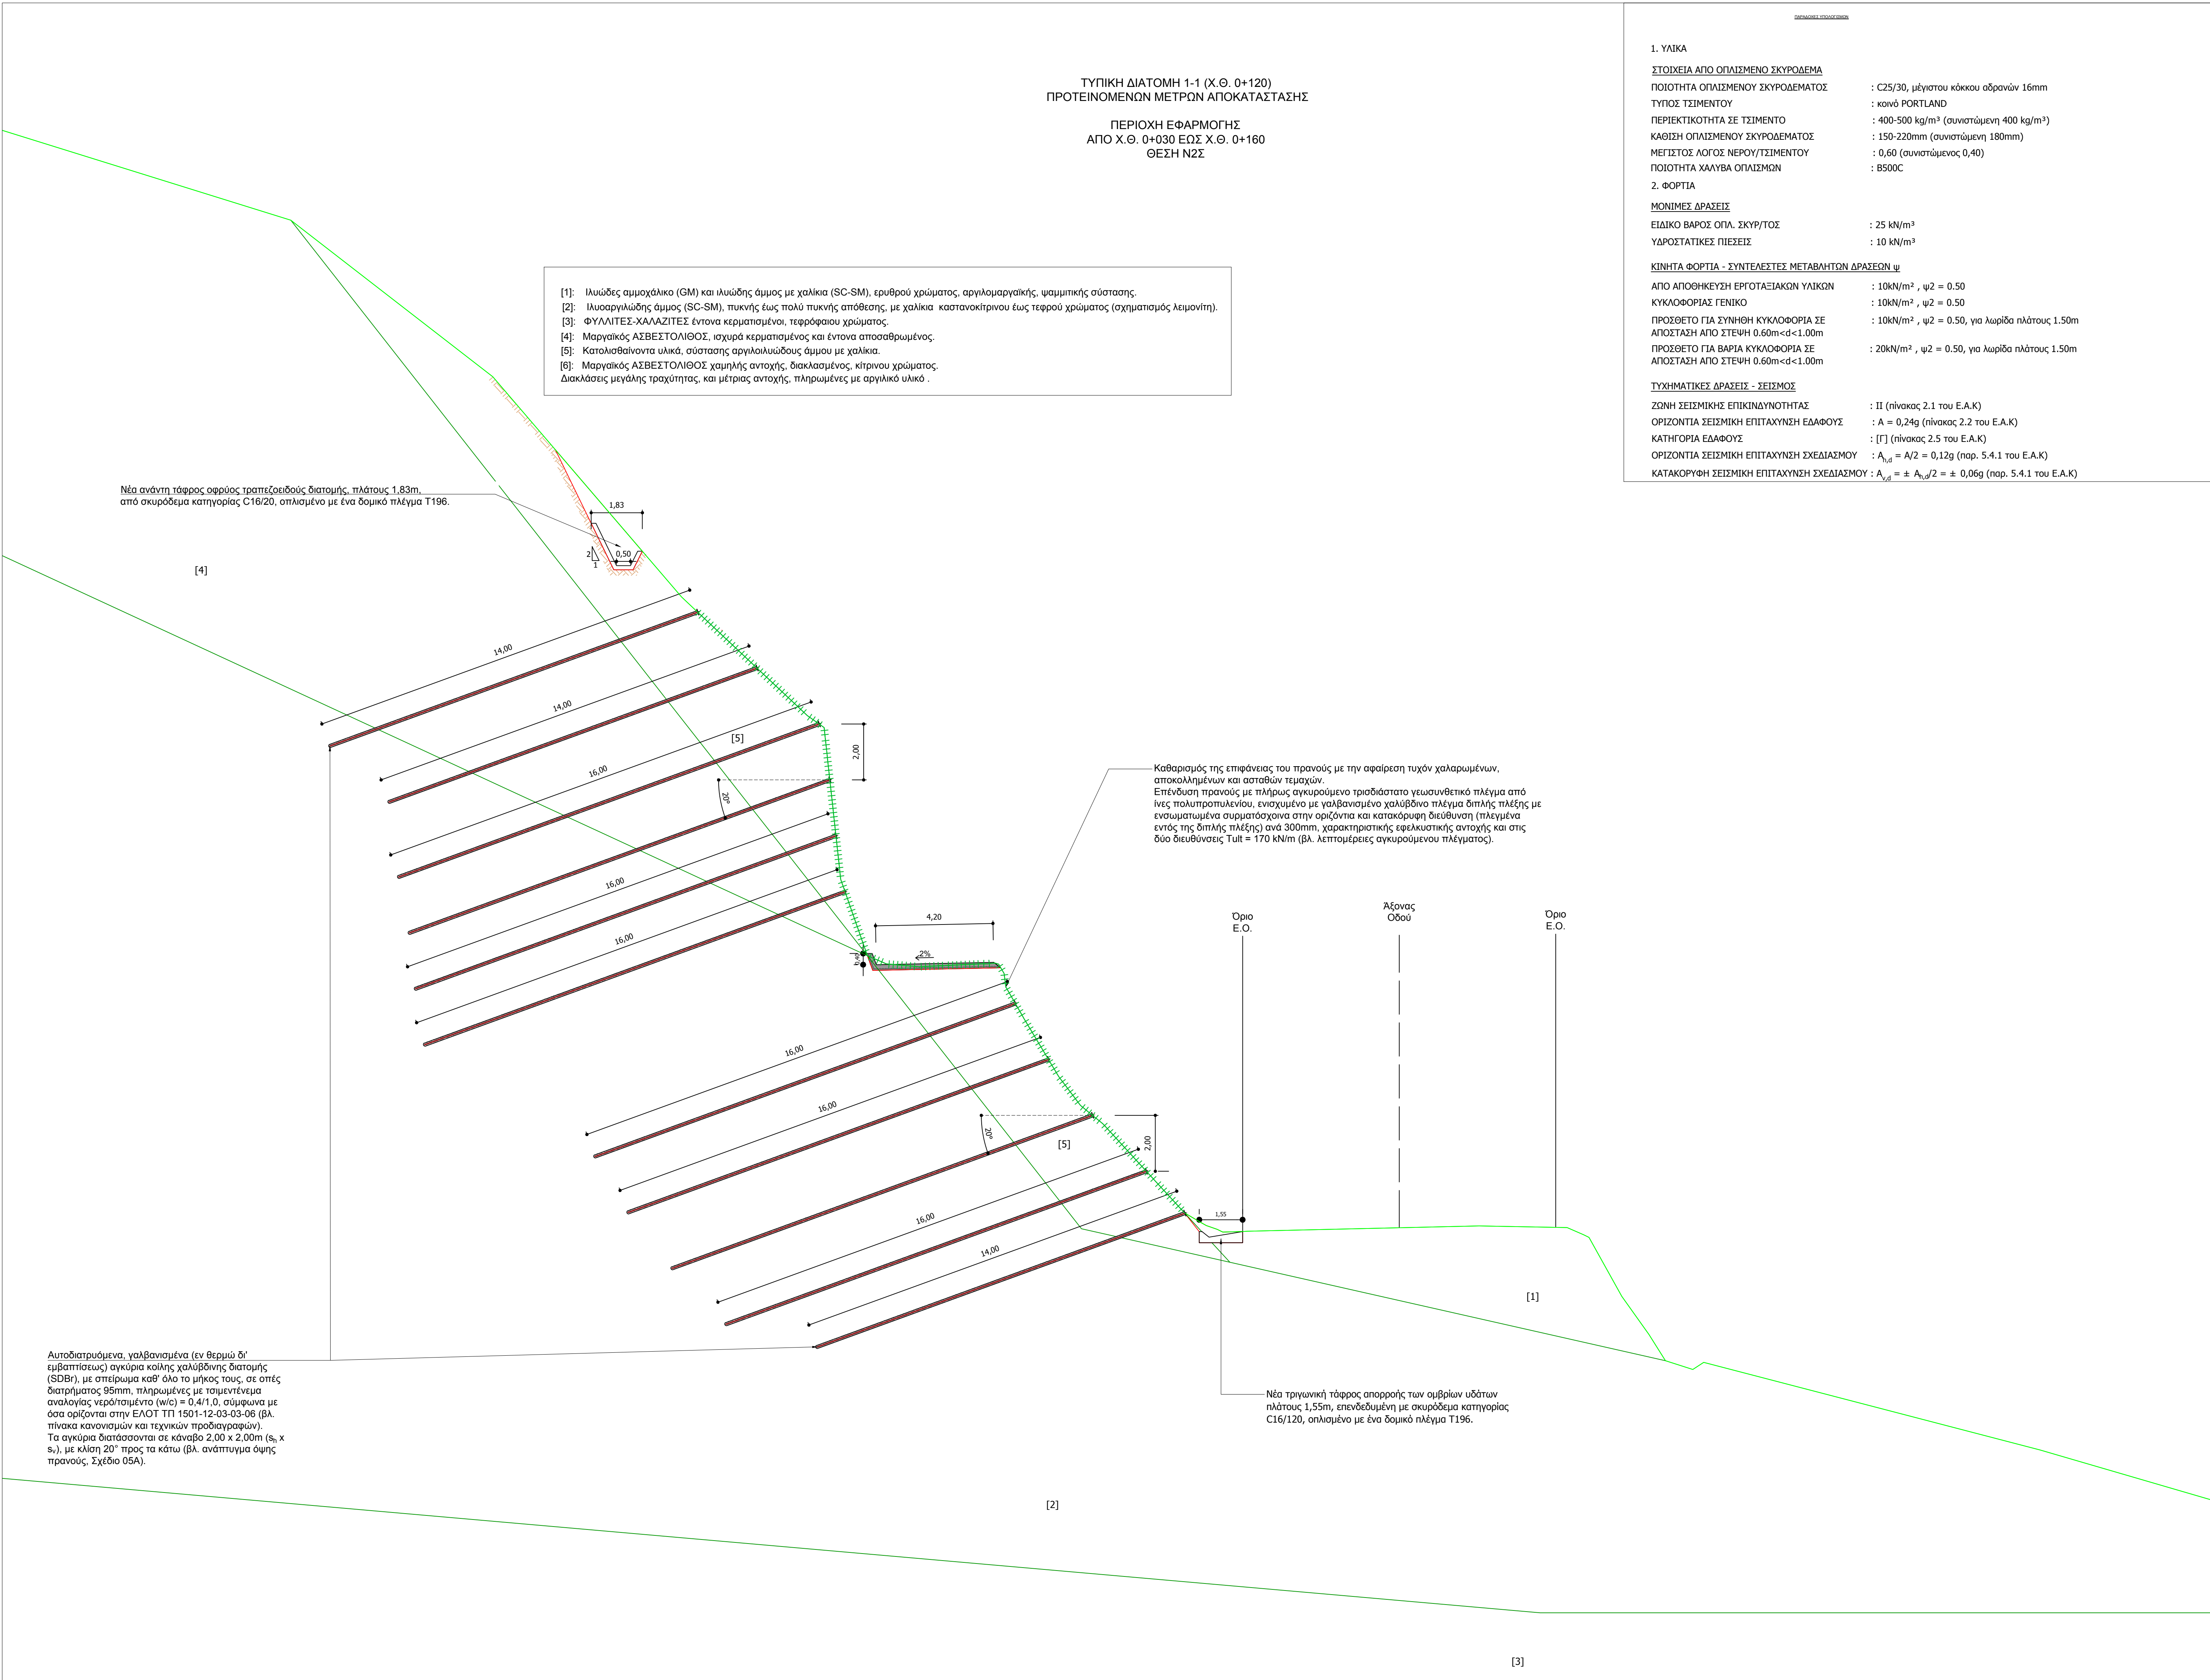 ΠΑΡΑΔΟΧΕΣ ΥΠΟΛΟΓΙΣΜΩΝ
1. ΥΛΙΚΑ
ΣΤΟΙΧΕΙΑ ΑΠΟ ΟΠΛΙΣΜΕΝΟ ΣΚΥΡΟΔΕΜΑ
ΠΟΙΟΤΗΤΑ ΟΠΛΙΣΜΕΝΟΥ ΣΚΥΡΟΔΕΜΑΤΟΣ : C25/30, μέγιστου κόκκου αδρανών 16mm
ΤΥΠΟΣ ΤΣΙΜΕΝΤΟΥ : κοινό PORTLAND
ΠΕΡΙΕΚΤΙΚΟΤΗΤΑ ΣΕ ΤΣΙΜΕΝΤΟ : 400-500 kg/m³ (συνιστώμενη 400 kg/m³)
ΚΑΘΙΣΗ ΟΠΛΙΣΜΕΝΟΥ ΣΚΥΡΟΔΕΜΑΤΟΣ : 150-220mm (συνιστώμενη 180mm)
ΜΕΓΙΣΤΟΣ ΛΟΓΟΣ ΝΕΡΟΥ/ΤΣΙΜΕΝΤΟΥ : 0,60 (συνιστώμενος 0,40)
ΠΟΙΟΤΗΤΑ ΧΑΛΥΒΑ ΟΠΛΙΣΜΩΝ : B500C
2. ΦΟΡΤΙΑ
ΜΟΝΙΜΕΣ ΔΡΑΣΕΙΣ
ΕΙΔΙΚΟ ΒΑΡΟΣ ΟΠΛ. ΣΚΥΡ/ΤΟΣ : 25 kN/m³
ΥΔΡΟΣΤΑΤΙΚΕΣ ΠΙΕΣΕΙΣ : 10 kN/m³
ΚΙΝΗΤΑ ΦΟΡΤΙΑ - ΣΥΝΤΕΛΕΣΤΕΣ ΜΕΤΑΒΛΗΤΩΝ ΔΡΑΣΕΩΝ ψ
ΑΠΟ ΑΠΟΘΗΚΕΥΣΗ ΕΡΓΟΤΑΞΙΑΚΩΝ ΥΛΙΚΩΝ : 10kN/m² , ψ2 = 0.50
ΚΥΚΛΟΦΟΡΙΑΣ ΓΕΝΙΚΟ : 10kN/m² , ψ2 = 0.50
ΠΡΟΣΘΕΤΟ ΓΙΑ ΣΥΝΗΘΗ ΚΥΚΛΟΦΟΡΙΑ ΣΕ : 10kN/m² , ψ2 = 0.50, για λωρίδα πλάτους 1.50m
ΑΠΟΣΤΑΣΗ ΑΠΟ ΣΤΕΨΗ 0.60m<d<1.00m
ΠΡΟΣΘΕΤΟ ΓΙΑ ΒΑΡΙΑ ΚΥΚΛΟΦΟΡΙΑ ΣΕ : 20kN/m² , ψ2 = 0.50, για λωρίδα πλάτους 1.50m
ΑΠΟΣΤΑΣΗ ΑΠΟ ΣΤΕΨΗ 0.60m<d<1.00m
ΤΥΧΗΜΑΤΙΚΕΣ ΔΡΑΣΕΙΣ - ΣΕΙΣΜΟΣ
ΖΩΝΗ ΣΕΙΣΜΙΚΗΣ ΕΠΙΚΙΝΔΥΝΟΤΗΤΑΣ : II (πίνακας 2.1 του Ε.Α.Κ)
ΟΡΙΖΟΝΤΙΑ ΣΕΙΣΜΙΚΗ ΕΠΙΤΑΧΥΝΣΗ ΕΔΑΦΟΥΣ : A = 0,24g (πίνακας 2.2 του Ε.Α.Κ)
ΚΑΤΗΓΟΡΙΑ ΕΔΑΦΟΥΣ : [Γ] (πίνακας 2.5 του Ε.Α.Κ)
ΟΡΙΖΟΝΤΙΑ ΣΕΙΣΜΙΚΗ ΕΠΙΤΑΧΥΝΣΗ ΣΧΕΔΙΑΣΜΟΥ : Ah,d = A/2 = 0,12g (παρ. 5.4.1 του Ε.Α.Κ)
ΚΑΤΑΚΟΡΥΦΗ ΣΕΙΣΜΙΚΗ ΕΠΙΤΑΧΥΝΣΗ ΣΧΕΔΙΑΣΜΟΥ : Av,d = ± Ah,d/2 = ± 0,06g (παρ. 5.4.1 του Ε.Α.Κ)
ΤΥΠΙΚΗ ΔΙΑΤΟΜΗ 1-1 (Χ.Θ. 0+120)
ΠΡΟΤΕΙΝΟΜΕΝΩΝ ΜΕΤΡΩΝ ΑΠΟΚΑΤΑΣΤΑΣΗΣ
ΠΕΡΙΟΧΗ ΕΦΑΡΜΟΓΗΣ
ΑΠΟ Χ.Θ. 0+030 ΕΩΣ Χ.Θ. 0+160
ΘΕΣΗ Ν2Σ
[1]: Ιλυώδες αμμοχάλικο (GM) και ιλυώδης άμμος με χαλίκια (SC-SM), ερυθρού χρώματος, αργιλομαργαϊκής, ψαμμιτικής σύστασης.
[2]: Ιλυοαργιλώδης άμμος (SC-SM), πυκνής έως πολύ πυκνής απόθεσης, με χαλίκια καστανοκίτρινου έως τεφρού χρώματος (σχηματισμός λειμονίτη).
[3]: ΦΥΛΛΙΤΕΣ-ΧΑΛΑΖΙΤΕΣ έντονα κερματισμένοι, τεφρόφαιου χρώματος.
[4]: Μαργαϊκός ΑΣΒΕΣΤΟΛΙΘΟΣ, ισχυρά κερματισμένος και έντονα αποσαθρωμένος.
[5]: Κατολισθαίνοντα υλικά, σύστασης αργιλοιλυώδους άμμου με χαλίκια.
[6]: Μαργαϊκός ΑΣΒΕΣΤΟΛΙΘΟΣ χαμηλής αντοχής, διακλασμένος, κίτρινου χρώματος.
Διακλάσεις μεγάλης τραχύτητας, και μέτριας αντοχής, πληρωμένες με αργιλικό υλικό .
Νέα ανάντη τάφρος οφρύος τραπεζοειδούς διατομής, πλάτους 1,83m,
από σκυρόδεμα κατηγορίας C16/20, οπλισμένο με ένα δομικό πλέγμα T196.
1,83
2
1
0,50
[4]
14,00
14,00
16,00
[5]
2,00
20°
16,00
16,00
Καθαρισμός της επιφάνειας του πρανούς με την αφαίρεση τυχόν χαλαρωμένων,
αποκολλημένων και ασταθών τεμαχών.
Επένδυση πρανούς με πλήρως αγκυρούμενο τρισδιάστατο γεωσυνθετικό πλέγμα από
ίνες πολυπροπυλενίου, ενισχυμένο με γαλβανισμένο χαλύβδινο πλέγμα διπλής πλέξης με
ενσωματωμένα συρματόσχοινα στην οριζόντια και κατακόρυφη διεύθυνση (πλεγμένα
εντός της διπλής πλέξης) ανά 300mm, χαρακτηριστικής εφελκυστικής αντοχής και στις
δύο διευθύνσεις Tult = 170 kN/m (βλ. λεπτομέρειες αγκυρούμενου πλέγματος).
4,20
2%
0,40
Όριο
Ε.Ο.
Άξονας
Οδού
Όριο
Ε.Ο.
16,00
16,00
20°
[5]
2,00
16,00
14,00
1,55
[1]
Αυτοδιατρυόμενα, γαλβανισμένα (εν θερμώ δι'
εμβαπτίσεως) αγκύρια κοίλης χαλύβδινης διατομής
(SDBr), με σπείρωμα καθ' όλο το μήκος τους, σε οπές
διατρήματος 95mm, πληρωμένες με τσιμεντένεμα
αναλογίας νερό/τσιμέντο (w/c) = 0,4/1,0, σύμφωνα με
όσα ορίζονται στην ΕΛΟΤ ΤΠ 1501-12-03-03-06 (βλ.
πίνακα κανονισμών και τεχνικών προδιαγραφών).
Τα αγκύρια διατάσσονται σε κάναβο 2,00 x 2,00m (sh x
sv), με κλίση 20° προς τα κάτω (βλ. ανάπτυγμα όψης
πρανούς, Σχέδιο 05Α).
Νέα τριγωνική τάφρος απορροής των ομβρίων υδάτων
πλάτους 1,55m, επενδεδυμένη με σκυρόδεμα κατηγορίας
C16/120, οπλισμένο με ένα δομικό πλέγμα T196.
[2]
[3]